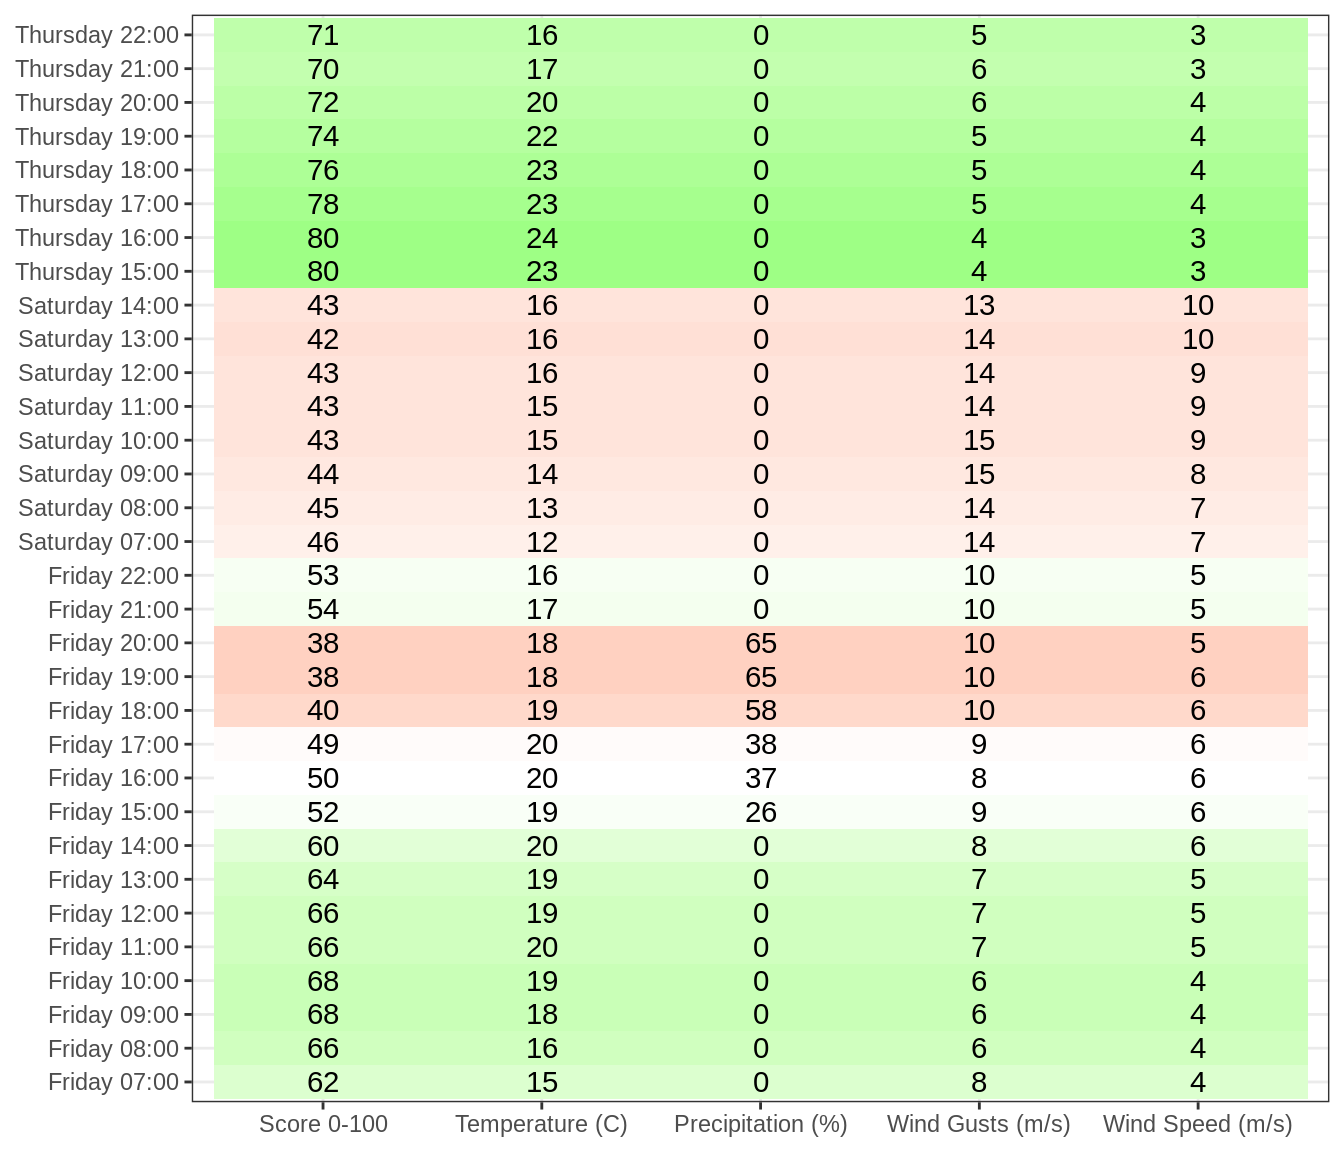 Thursday 22:00 71 16 0 5 3
Thursday 21:00 70 17 0 6 3
Thursday 20:00 72 20 0 6 4
Thursday 19:00 74 22 0 5 4
Thursday 18:00 76 23 0 5 4
Thursday 17:00 78 23 0 5 4
Thursday 16:00 80 24 0 4 3
Thursday 15:00 80 23 0 4 3
Saturday 14:00 43 16 0 13 10
Saturday 13:00 42 16 0 14 10
Saturday 12:00 43 16 0 14 9
Saturday 11:00 43 15 0 14 9
Saturday 10:00 43 15 0 15 9
Saturday 09:00 44 14 0 15 8
Saturday 08:00 45 13 0 14 7
Saturday 07:00 46 12 0 14 7
Friday 22:00 53 16 0 10 5
Friday 21:00 54 17 0 10 5
Friday 20:00 38 18 65 10 5
Friday 19:00 38 18 65 10 6
Friday 18:00 40 19 58 10 6
Friday 17:00 49 20 38 9 6
Friday 16:00 50 20 37 8 6
Friday 15:00 52 19 26 9 6
Friday 14:00 60 20 0 8 6
Friday 13:00 64 19 0 7 5
Friday 12:00 66 19 0 7 5
Friday 11:00 66 20 0 7 5
Friday 10:00 68 19 0 6 4
Friday 09:00 68 18 0 6 4
Friday 08:00 66 16 0 6 4
Friday 07:00 62 15 0 8 4
Score 0-100 Temperature (C) Precipitation (%) Wind Gusts (m/s) Wind Speed (m/s)